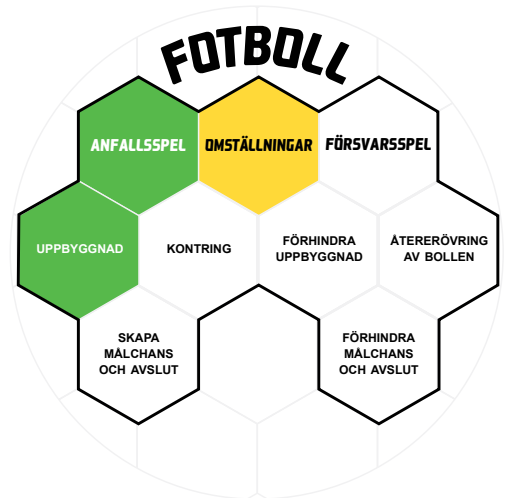 FOTBOLL
ANFALLSSPEL
OMSTÄLLNINGAR
FÖRSVARSSPEL
UPPBYGGNAD
KONTRING
FÖRHINDRA
UPPBYGGNAD
ÅTERERÖVRING
AV BOLLEN
SKAPA
MÅLCHANS
OCH AVSLUT
FÖRHINDRA
MÅLCHANS
OCH AVSLUT